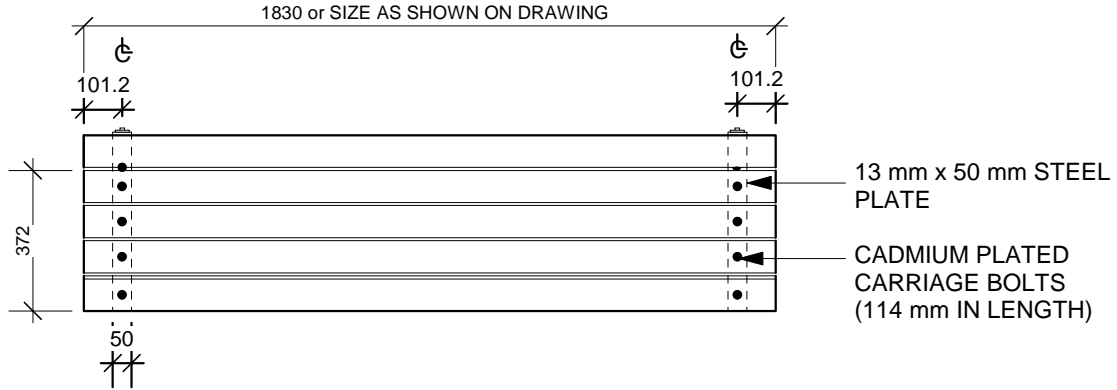 1830 or SIZE AS SHOWN ON DRAWING
℄
℄
101.2
101.2
13 mm x 50 mm STEEL
PLATE
372
CADMIUM PLATED
CARRIAGE BOLTS
(114 mm IN LENGTH)
50